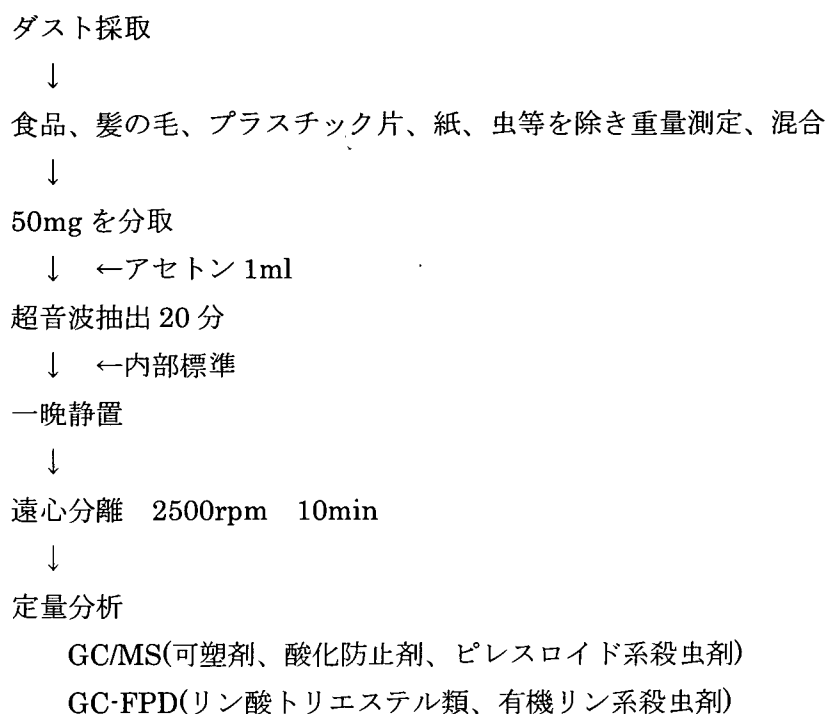 ダスト採取
↓
食品、髪の毛、プラスチック片、紙、虫等を除き重量測定、混合
↓
50mg を分取
↓ ←アセトン 1ml
超音波抽出 20 分
↓ ←内部標準
一晩静置
↓
遠心分離 2500rpm 10min
↓
定量分析
GC/MS(可塑剤、酸化防止剤、ピレスロイド系殺虫剤)
GC-FPD(リン酸トリエステル類、有機リン系殺虫剤)